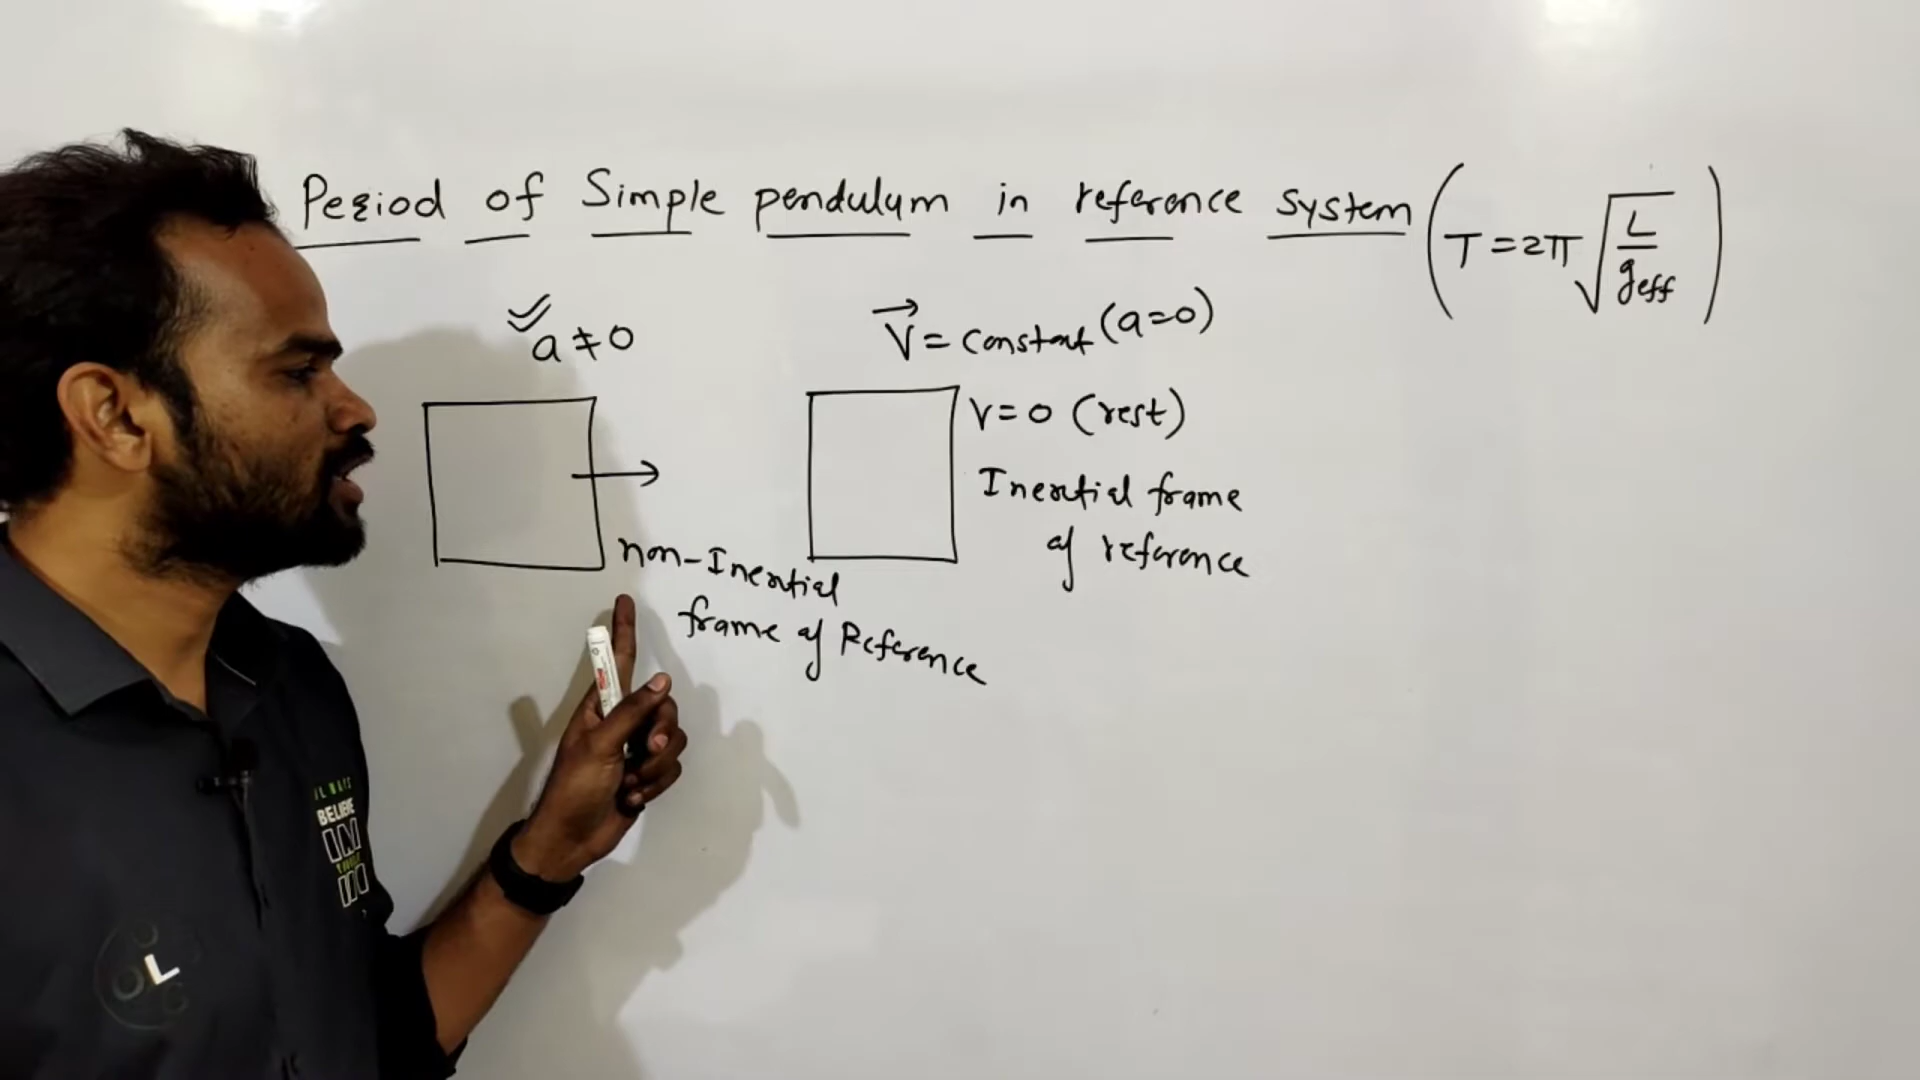 Period of Simple pendulum in reference system (T=2π√(L/geff))
a≠0
V⃗ = constant (a=0)
V=0 (rest)
Inertial frame
of reference
non-Inertial
frame of Reference
BELIEVE
IN
L